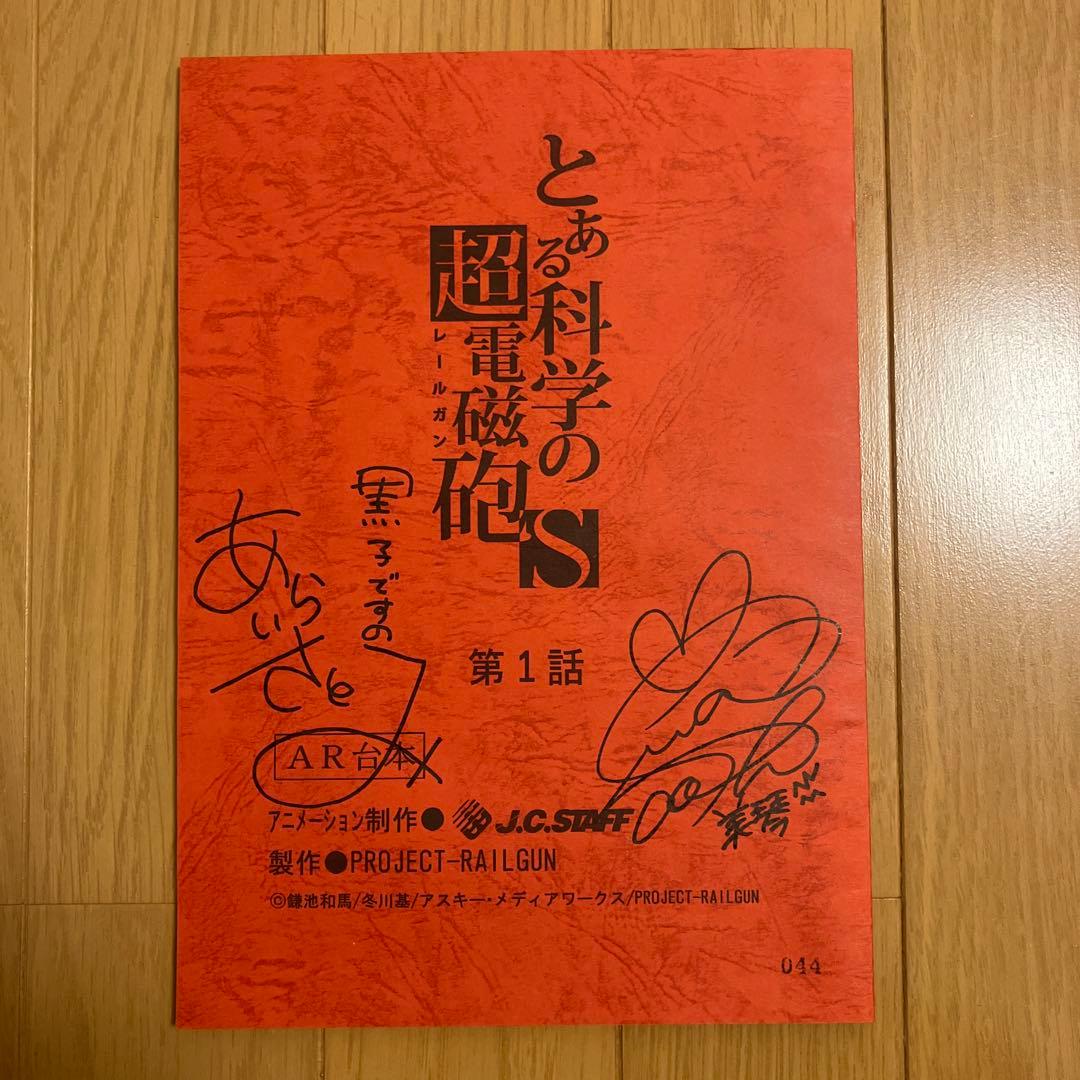 とある科学の
超電磁砲S
レールガン
第1話
黒子ですの
あらいさとみ
美琴
AR台本
アニメーション制作● J.C.STAFF
製作●PROJECT-RAILGUN
©鎌池和馬/冬川基/アスキー・メディアワークス/PROJECT-RAILGUN
044